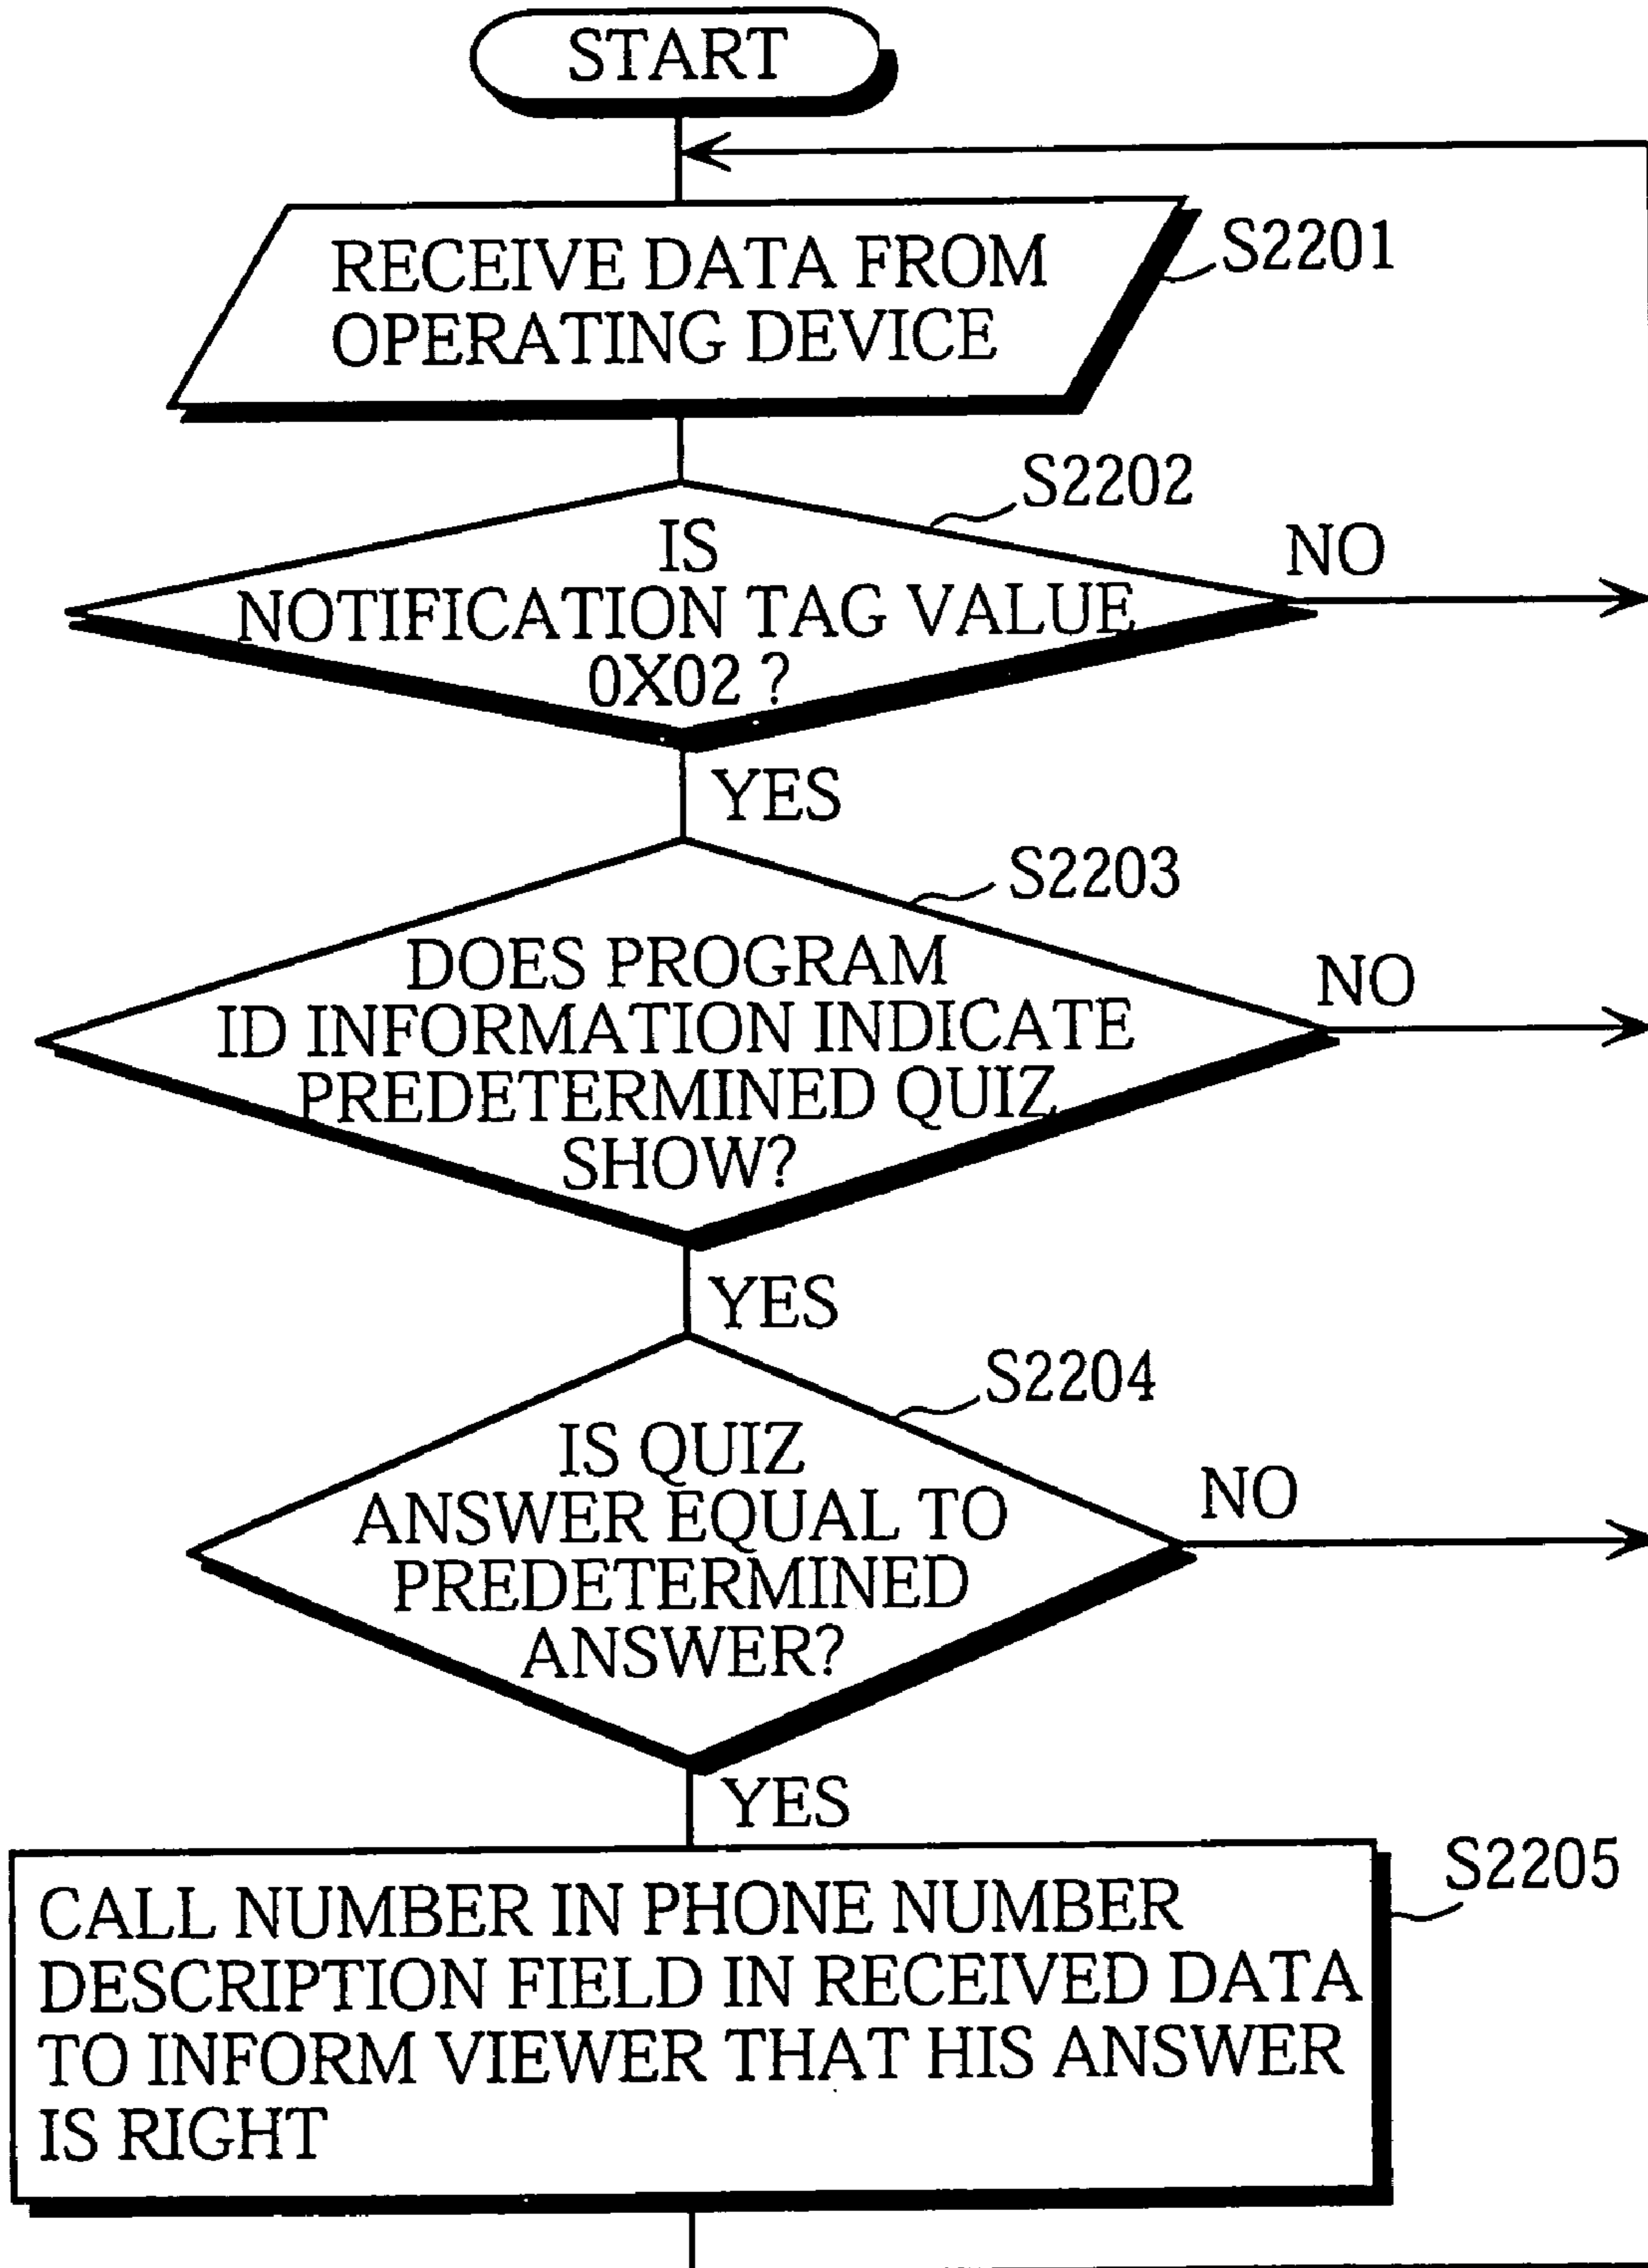 START
RECEIVE DATA FROM
OPERATING DEVICE
S2201
S2202
IS
NOTIFICATION TAG VALUE
0X02 ?
NO
YES
S2203
DOES PROGRAM
ID INFORMATION INDICATE
PREDETERMINED QUIZ
SHOW?
NO
YES
S2204
IS QUIZ
ANSWER EQUAL TO
PREDETERMINED
ANSWER?
NO
YES
S2205
CALL NUMBER IN PHONE NUMBER
DESCRIPTION FIELD IN RECEIVED DATA
TO INFORM VIEWER THAT HIS ANSWER
IS RIGHT